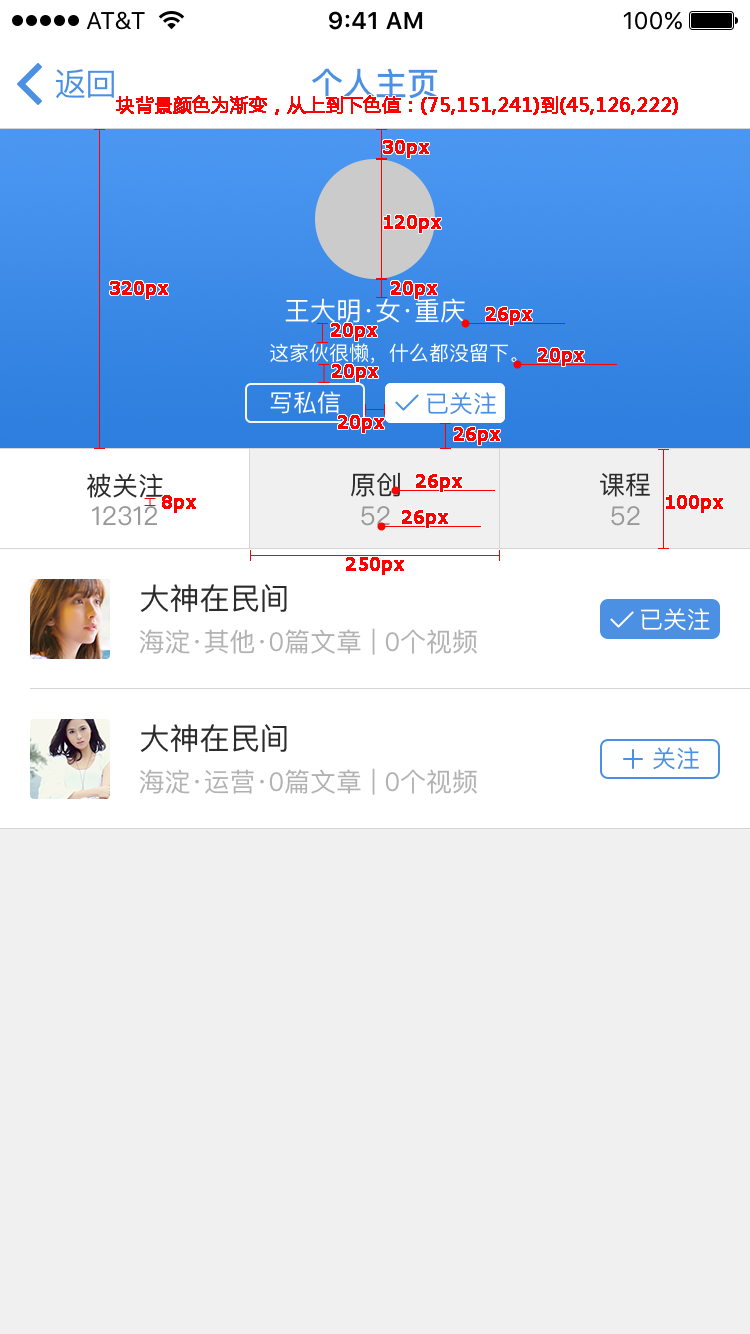 AT&T 9:41 AM 100%
返回 个人主页
块背景颜色为渐变，从上到下色值：(75,151,241)到(45,126,222)
30px
120px
320px
20px
王大明·女·重庆 26px
20px
这家伙很懒，什么都没留下。 20px
20px
写私信 已关注
20px
26px
被关注 原创 26px 课程
8px 100px
12312 52 26px 52
250px
大神在民间
已关注
海淀·其他·0篇文章 | 0个视频
大神在民间
关注
海淀·运营·0篇文章 | 0个视频